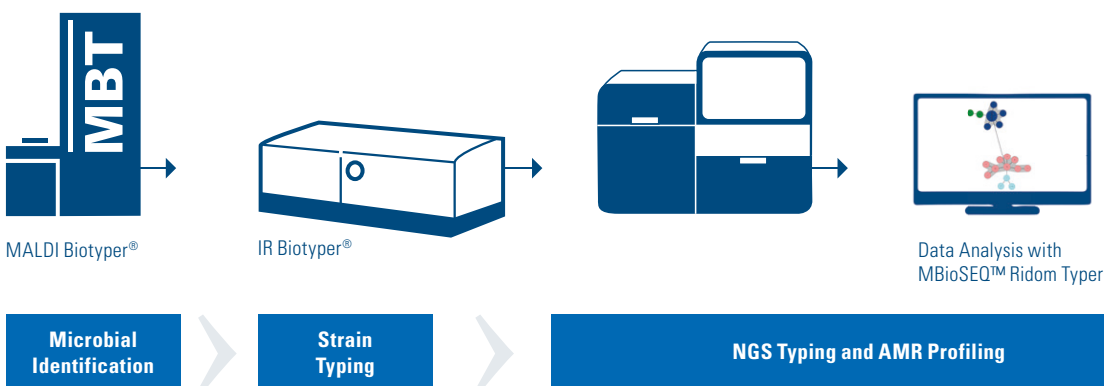 MBT
MALDI Biotyper®
IR Biotyper®
Data Analysis with
MBioSEQ™ Ridom Typer
Microbial
Identification
Strain
Typing
NGS Typing and AMR Profiling